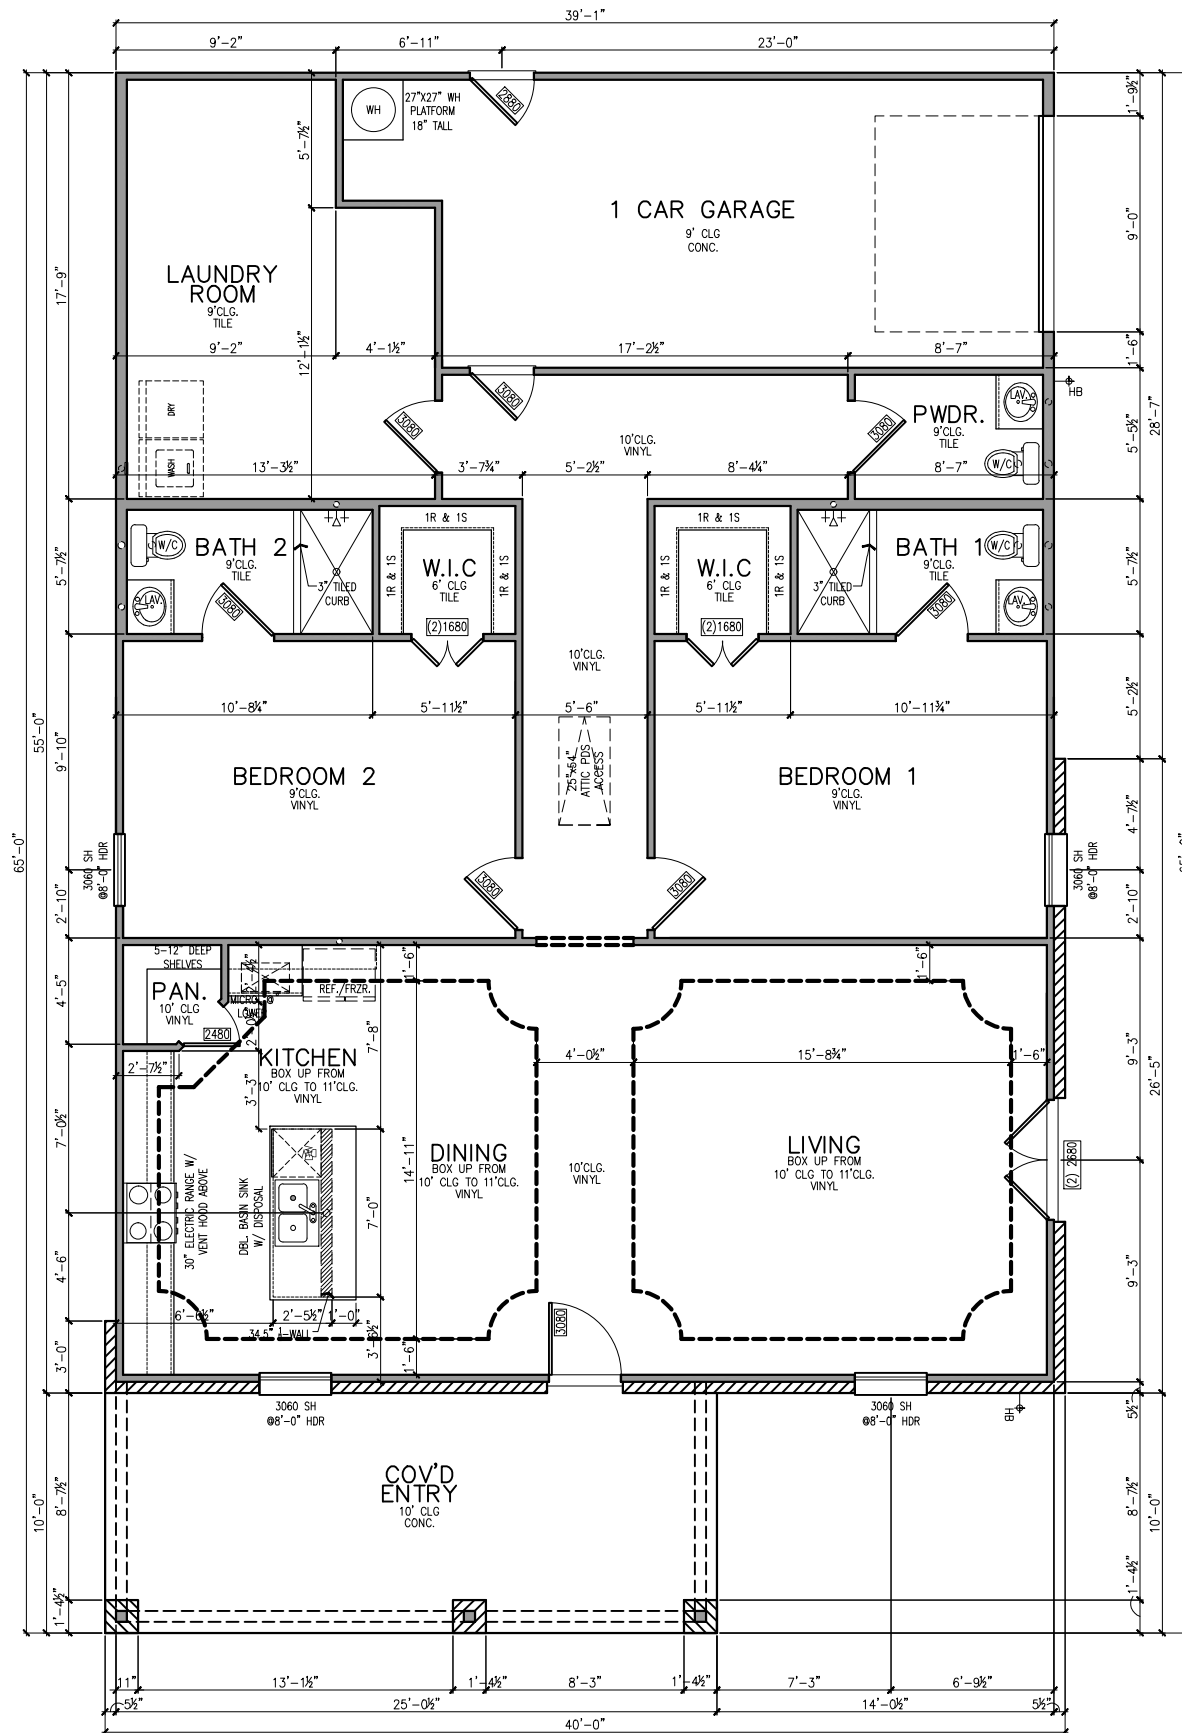 39'-1"
9'-2"
6'-11"
23'-0"
27"X27" WH
PLATFORM
18" TALL
WH
2880
1'-9½"
5'-7½"
1 CAR GARAGE
9' CLG
CONC.
9'-0"
17'-9"
LAUNDRY
ROOM
9'CLG.
TILE
12'-1½"
9'-2"
4'-1½"
17'-2½"
8'-7"
1'-6"
DRY
WASH
3080
3080
3080
PWDR.
9'CLG.
TILE
LAV.
W/C
HB
28'-7"
5'-5½"
10'CLG.
VINYL
13'-3½"
3'-7¾"
5'-2½"
8'-4¼"
8'-7"
1R & 1S
1R & 1S
BATH 2
9'CLG.
TILE
W/C
LAV.
3" TILED
CURB
3080
1R & 1S
W.I.C
6' CLG
TILE
1R & 1S
(2)1680
1R & 1S
W.I.C
6' CLG
TILE
(2)1680
3" TILED
CURB
BATH 1
9'CLG.
TILE
W/C
LAV.
3080
5'-7½"
5'-7½"
10'CLG.
VINYL
10'-8¼"
5'-11½"
5'-6"
5'-11½"
10'-11¾"
5'-2½"
55'-0"
65'-0"
9'-10"
BEDROOM 2
9'CLG.
VINYL
25"x54"
ATTIC PDS
ACCESS
BEDROOM 1
9'CLG.
VINYL
4'-7½"
3060 SH
@8'-0" HDR
3060 SH
@8'-0" HDR
3080
3080
2'-10"
2'-10"
5-12" DEEP
SHELVES
PAN.
10' CLG
VINYL
2480
REF./FRZR.
2'-4½"
1'-6"
1'-6"
4'-5"
7'-8"
KITCHEN
BOX UP FROM
10' CLG TO 11'CLG.
VINYL
2'-7½"
3'-3"
4'-0½"
15'-8¾"
1'-6"
9'-3"
26'-5"
7'-0½"
DINING
BOX UP FROM
10' CLG TO 11'CLG.
VINYL
14'-11"
10'CLG.
VINYL
LIVING
BOX UP FROM
10' CLG TO 11'CLG.
VINYL
(2) 2680
30" ELECTRIC RANGE W/
VENT HOOD ABOVE
DBL. BASIN SINK
W/ DISPOSAL
7'-0"
4'-6"
9'-3"
6'-6½"
2'-5½"
1'-0"
3080
3'-6½"
1'-6"
3'-0"
3060 SH
@8'-0" HDR
3060 SH
@8'-0" HDR
HB
5½"
COV'D
ENTRY
10' CLG
CONC.
10'-0"
8'-7½"
8'-7½"
10'-0"
1'-4½"
1'-4½"
11"
13'-1½"
1'-4½"
8'-3"
1'-4½"
7'-3"
6'-9½"
5½"
25'-0½"
14'-0½"
5½"
40'-0"